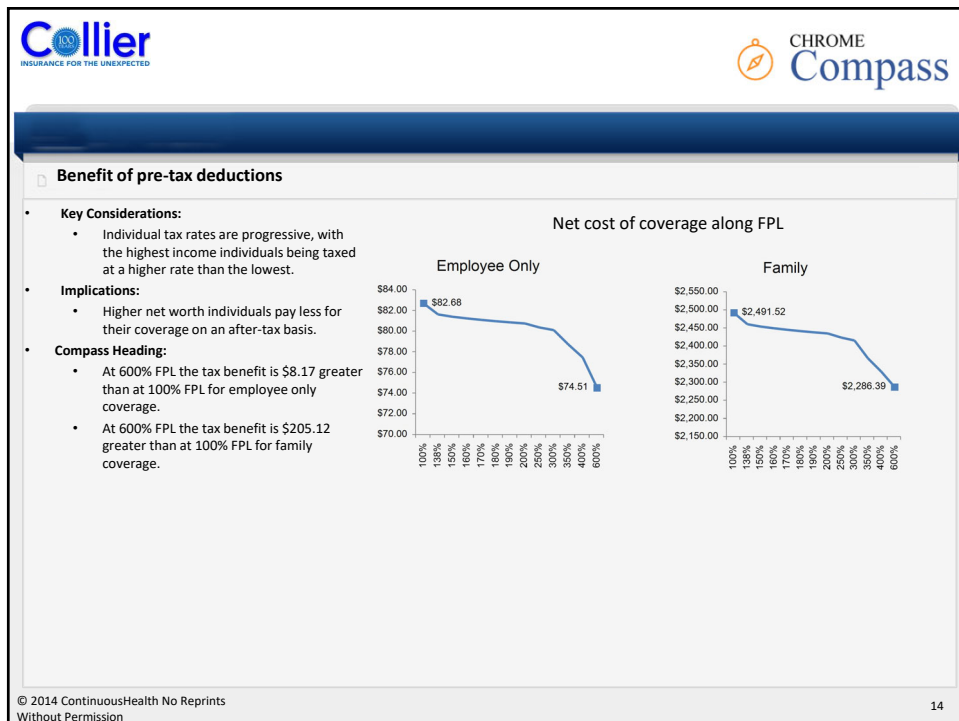 Collier
100
YEARS
INSURANCE FOR THE UNEXPECTED
CHROME
Compass
Benefit of pre-tax deductions
• Key Considerations:
• Individual tax rates are progressive, with
the highest income individuals being taxed
at a higher rate than the lowest.
• Implications:
• Higher net worth individuals pay less for
their coverage on an after-tax basis.
• Compass Heading:
• At 600% FPL the tax benefit is $8.17 greater
than at 100% FPL for employee only
coverage.
• At 600% FPL the tax benefit is $205.12
greater than at 100% FPL for family
coverage.
Net cost of coverage along FPL
Employee Only
$84.00
$82.00
$80.00
$78.00
$76.00
$74.00
$72.00
$70.00
$82.68
$74.51
100%
138%
150%
160%
170%
180%
190%
200%
250%
300%
350%
400%
600%
Family
$2,550.00
$2,500.00
$2,450.00
$2,400.00
$2,350.00
$2,300.00
$2,250.00
$2,200.00
$2,150.00
$2,491.52
$2,286.39
100%
138%
150%
160%
170%
180%
190%
200%
250%
300%
350%
400%
600%
© 2014 ContinuousHealth No Reprints
Without Permission
14